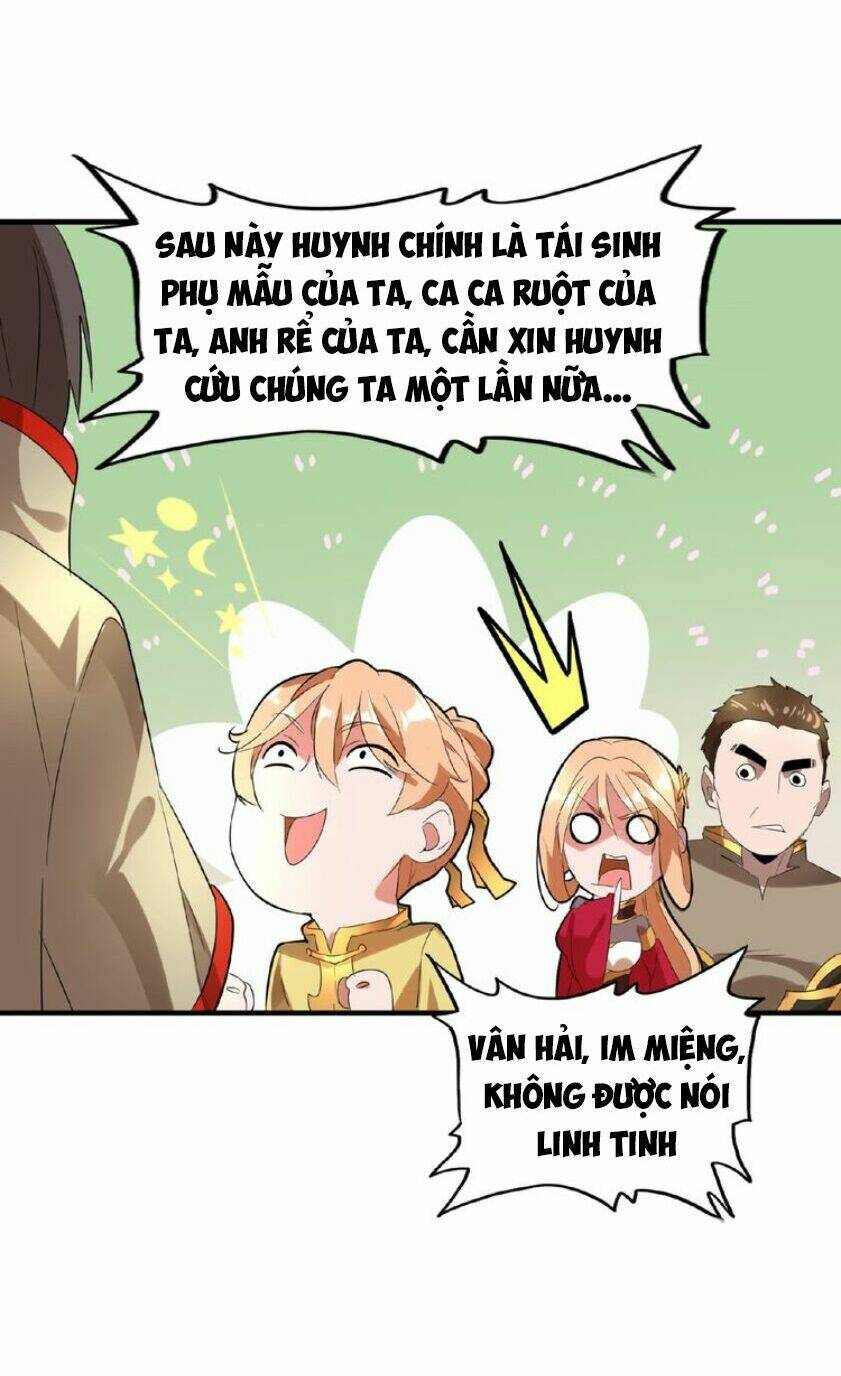 SAU NÀY HUYNH CHÍNH LÀ TÁI SINH
PHỤ MẪU CỦA TA, CA CA RUỘT CỦA
TA, ANH RỂ CỦA TA, CẦN XIN HUYNH
CỨU CHÚNG TA MỘT LẦN NỮA...
VÂN HẢI, IM MIỆNG,
KHÔNG ĐƯỢC NÓI
LINH TINH